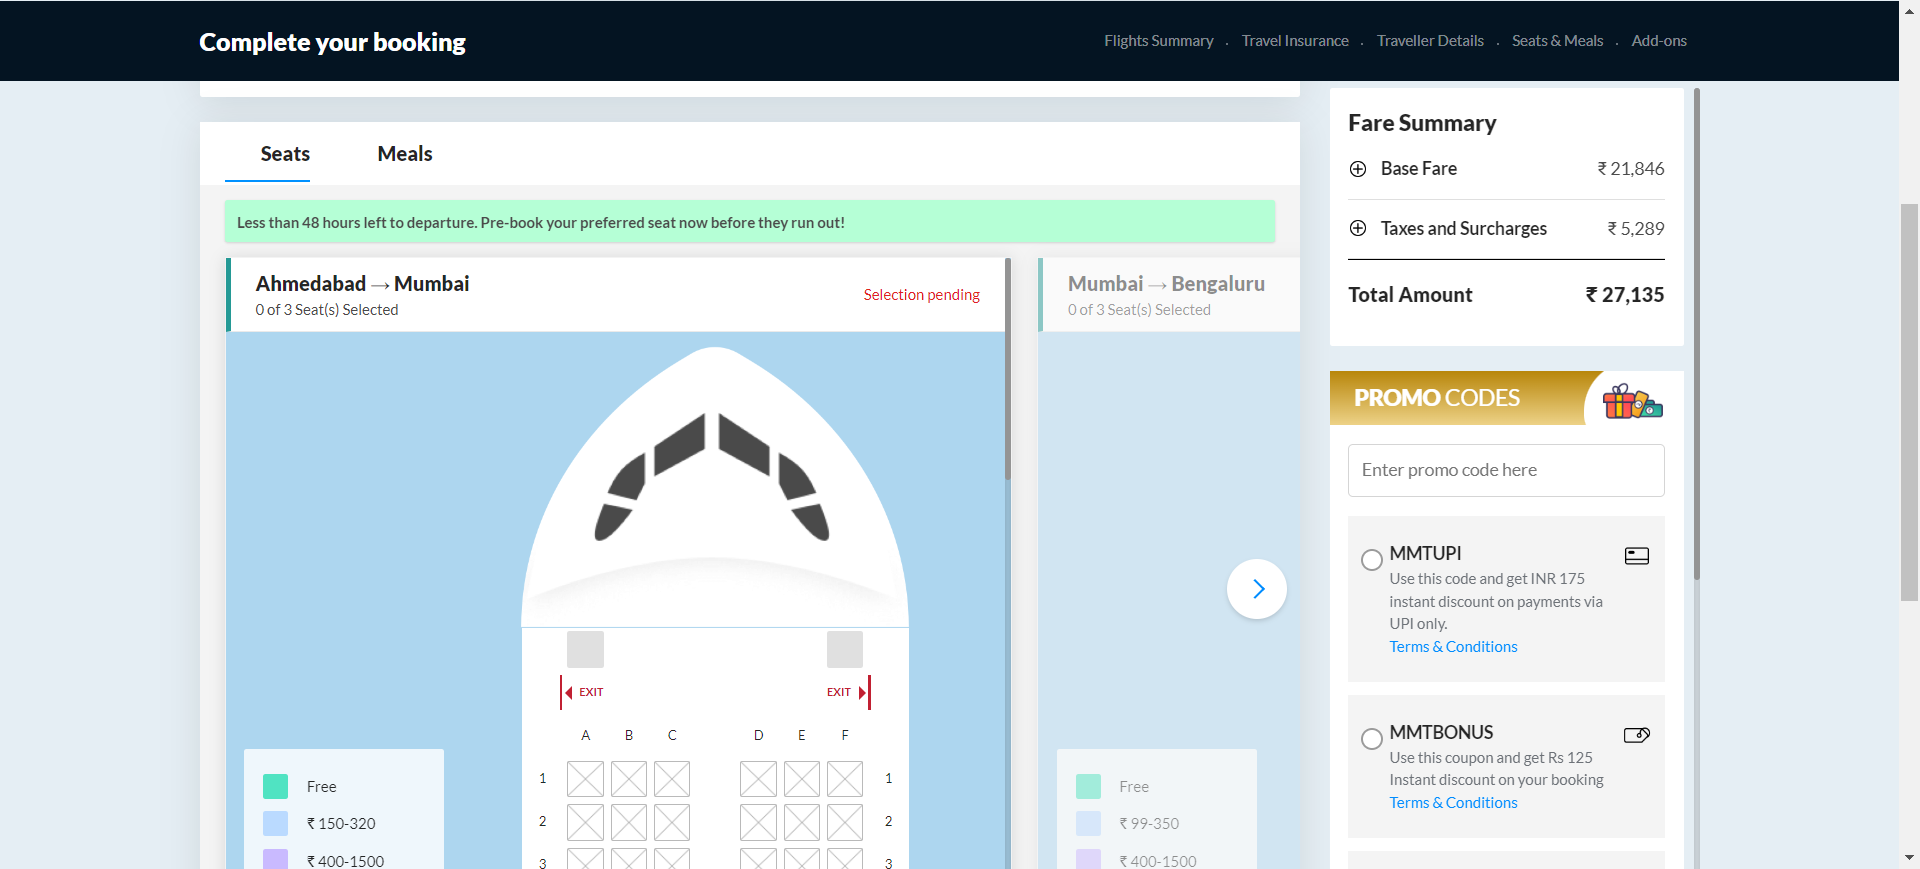 Complete your booking
Flights Summary . Travel Insurance . Traveller Details . Seats & Meals . Add-ons
Seats Meals
Less than 48 hours left to departure. Pre-book your preferred seat now before they run out!
Ahmedabad → Mumbai
0 of 3 Seat(s) Selected
Selection pending
EXIT EXIT
A B C D E F
1 1
2 2
3 3
Free
₹ 150-320
₹ 400-1500
Mumbai → Bengaluru
0 of 3 Seat(s) Selected
Free
₹ 99-350
₹ 400-1500
Fare Summary
Base Fare ₹ 21,846
Taxes and Surcharges ₹ 5,289
Total Amount ₹ 27,135
PROMO CODES
Enter promo code here
MMTUPI
Use this code and get INR 175
instant discount on payments via
UPI only.
Terms & Conditions
MMTBONUS
Use this coupon and get Rs 125
Instant discount on your booking
Terms & Conditions